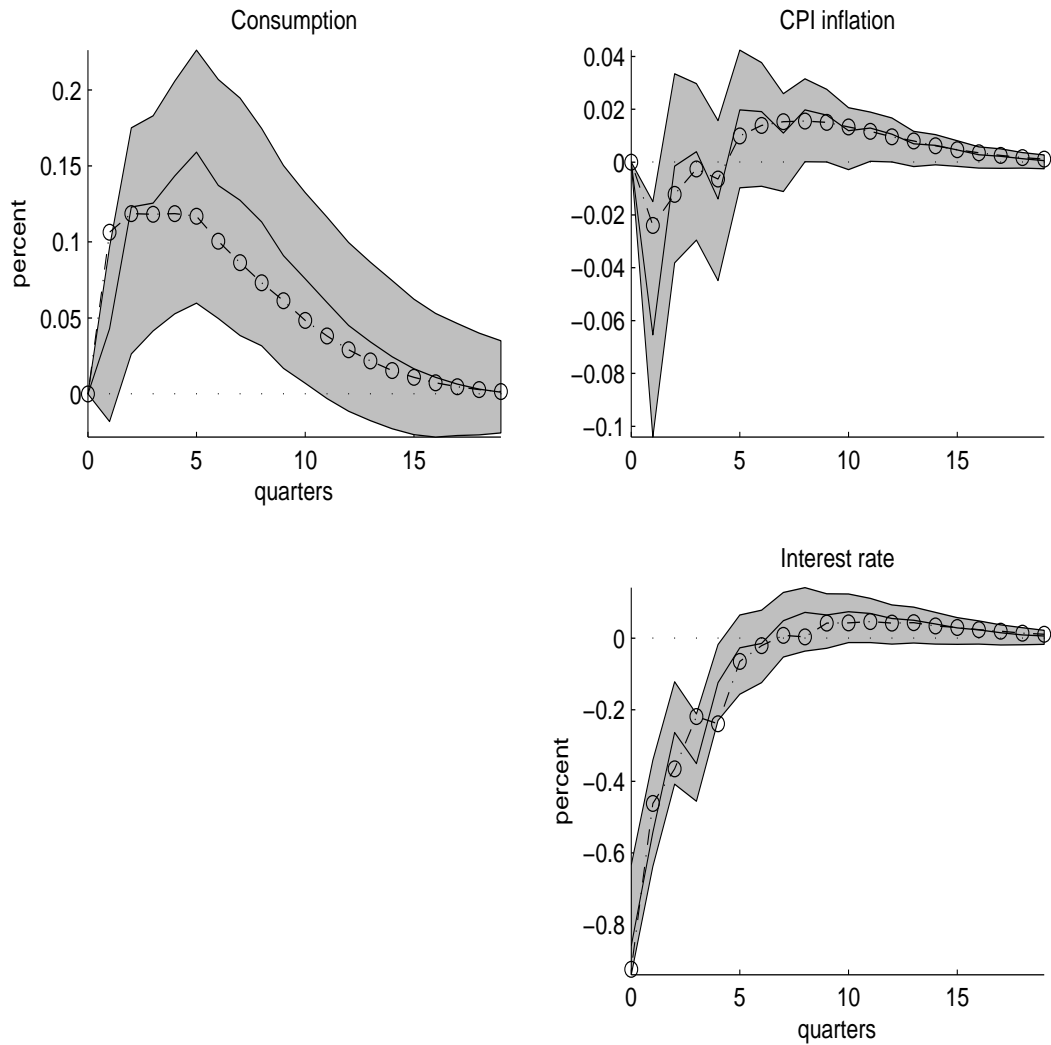 Consumption
0.2
0.15
0.1
0.05
0
percent
0 5 10 15
quarters
CPI inflation
0.04
0.02
0
−0.02
−0.04
−0.06
−0.08
−0.1
0 5 10 15
Interest rate
0
−0.2
−0.4
−0.6
−0.8
percent
0 5 10 15
quarters